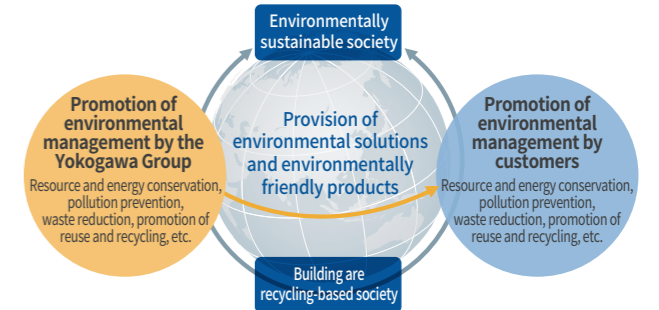 Environmentally
sustainable society
Promotion of
environmental
management by the
Yokogawa Group
Resource and energy conservation,
pollution prevention,
waste reduction, promotion of
reuse and recycling, etc.
Provision of
environmental solutions
and environmentally
friendly products
Promotion of
environmental
management by
customers
Resource and energy conservation,
pollution prevention,
waste reduction, promotion of
reuse and recycling, etc.
Building are
recycling-based society